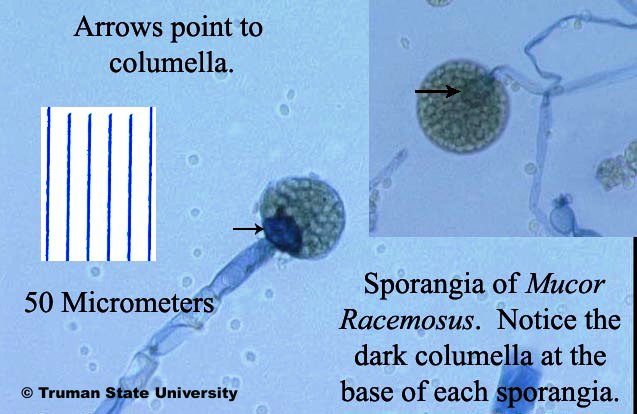 Arrows point to
columella.
50 Micrometers
Sporangia of Mucor
Racemosus.  Notice the
dark columella at the
base of each sporangia.
© Truman State University